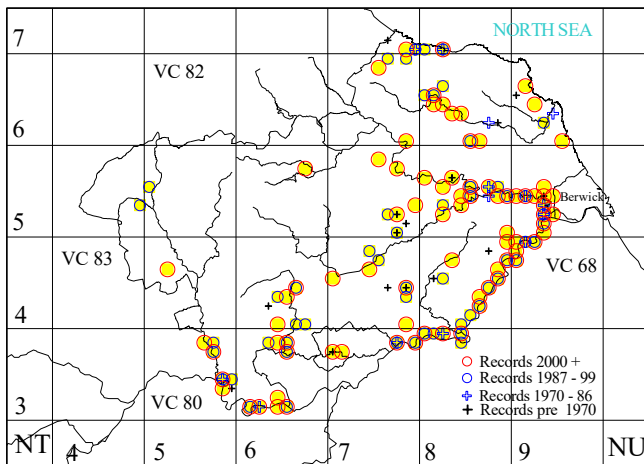 NORTH SEA
7
VC 82
6
Berwick
5
VC 83
VC 68
4
Records 2000 +
Records 1987 - 99
Records 1970 - 86
Records pre 1970
VC 80
3
NT 4 5 6 7 8 9 NU